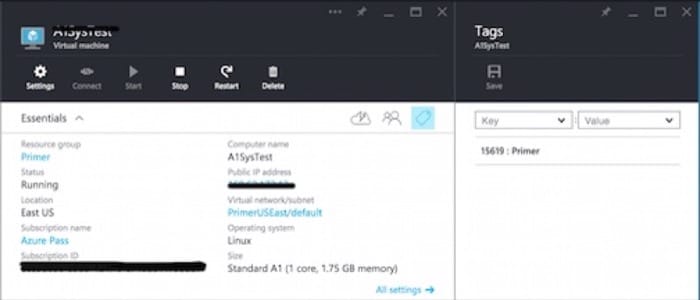 A1SysTest
Virtual machine
Settings
Connect
Start
Stop
Restart
Delete
Essentials
Resource group
Primer
Status
Running
Location
East US
Subscription name
Azure Pass
Subscription ID
Computer name
A1SysTest
Public IP address
Virtual network/subnet
PrimerUSEast/default
Operating system
Linux
Size
Standard A1 (1 core, 1.75 GB memory)
All settings →
Tags
A1SysTest
Save
Key : Value
15619 : Primer